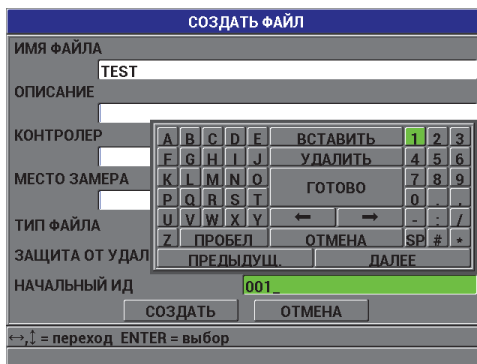 СОЗДАТЬ ФАЙЛ
ИМЯ ФАЙЛА
TEST
ОПИСАНИЕ
КОНТРОЛЕР
МЕСТО ЗАМЕРА
ТИП ФАЙЛА
ЗАЩИТА ОТ УДАЛ
НАЧАЛЬНЫЙ ИД 001_
A B C D E ВСТАВИТЬ 1 2 3
F G H I J УДАЛИТЬ 4 5 6
K L M N O ГОТОВО 7 8 9
P Q R S T 0 . ,
U V W X Y ← → - : /
Z ПРОБЕЛ ОТМЕНА SP # *
ПРЕДЫДУЩ. ДАЛЕЕ
СОЗДАТЬ ОТМЕНА
↔,↕ = переход ENTER = выбор